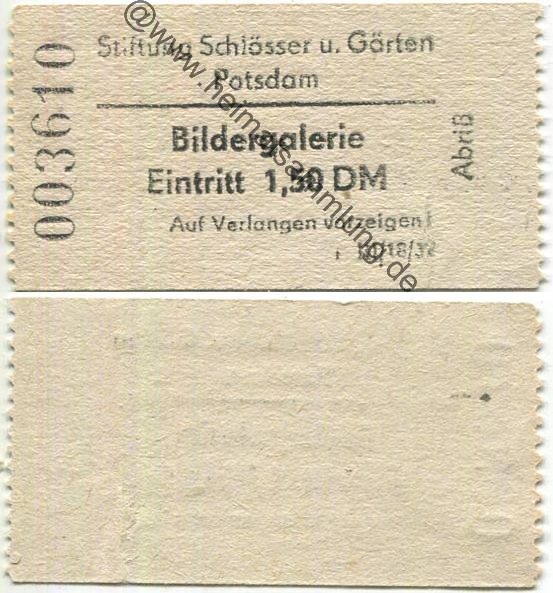 003610
Stiftung Schlösser u. Gärten
Potsdam
Bildergalerie
Eintritt 1,50 DM
Auf Verlangen vorzeigen!
Abriß
@www.heimatsammlung.de